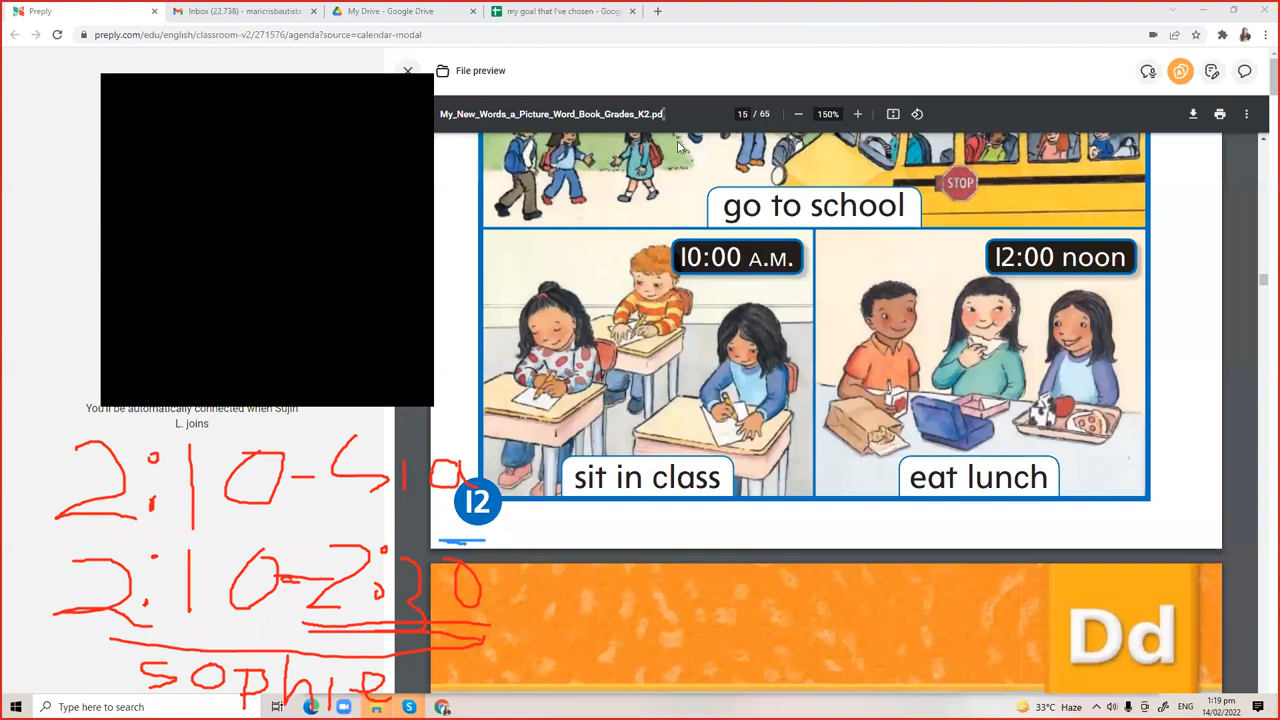 Preply
Inbox (22,738) - maricrisbautista
My Drive - Google Drive
my goal that I've chosen - Goog
preply.com/edu/english/classroom-v2/271576/agenda?source=calendar-modal
File preview
My_New_Words_a_Picture_Word_Book_Grades_K2.pd
15 / 65
150%
STOP
go to school
10:00 A.M.
12:00 noon
sit in class
eat lunch
12
You'll be automatically connected when Sujin
L. joins
2:10-Sia
2:10-2:30
sophie
Dd
Type here to search
33°C Haze
ENG
1:19 pm
14/02/2022